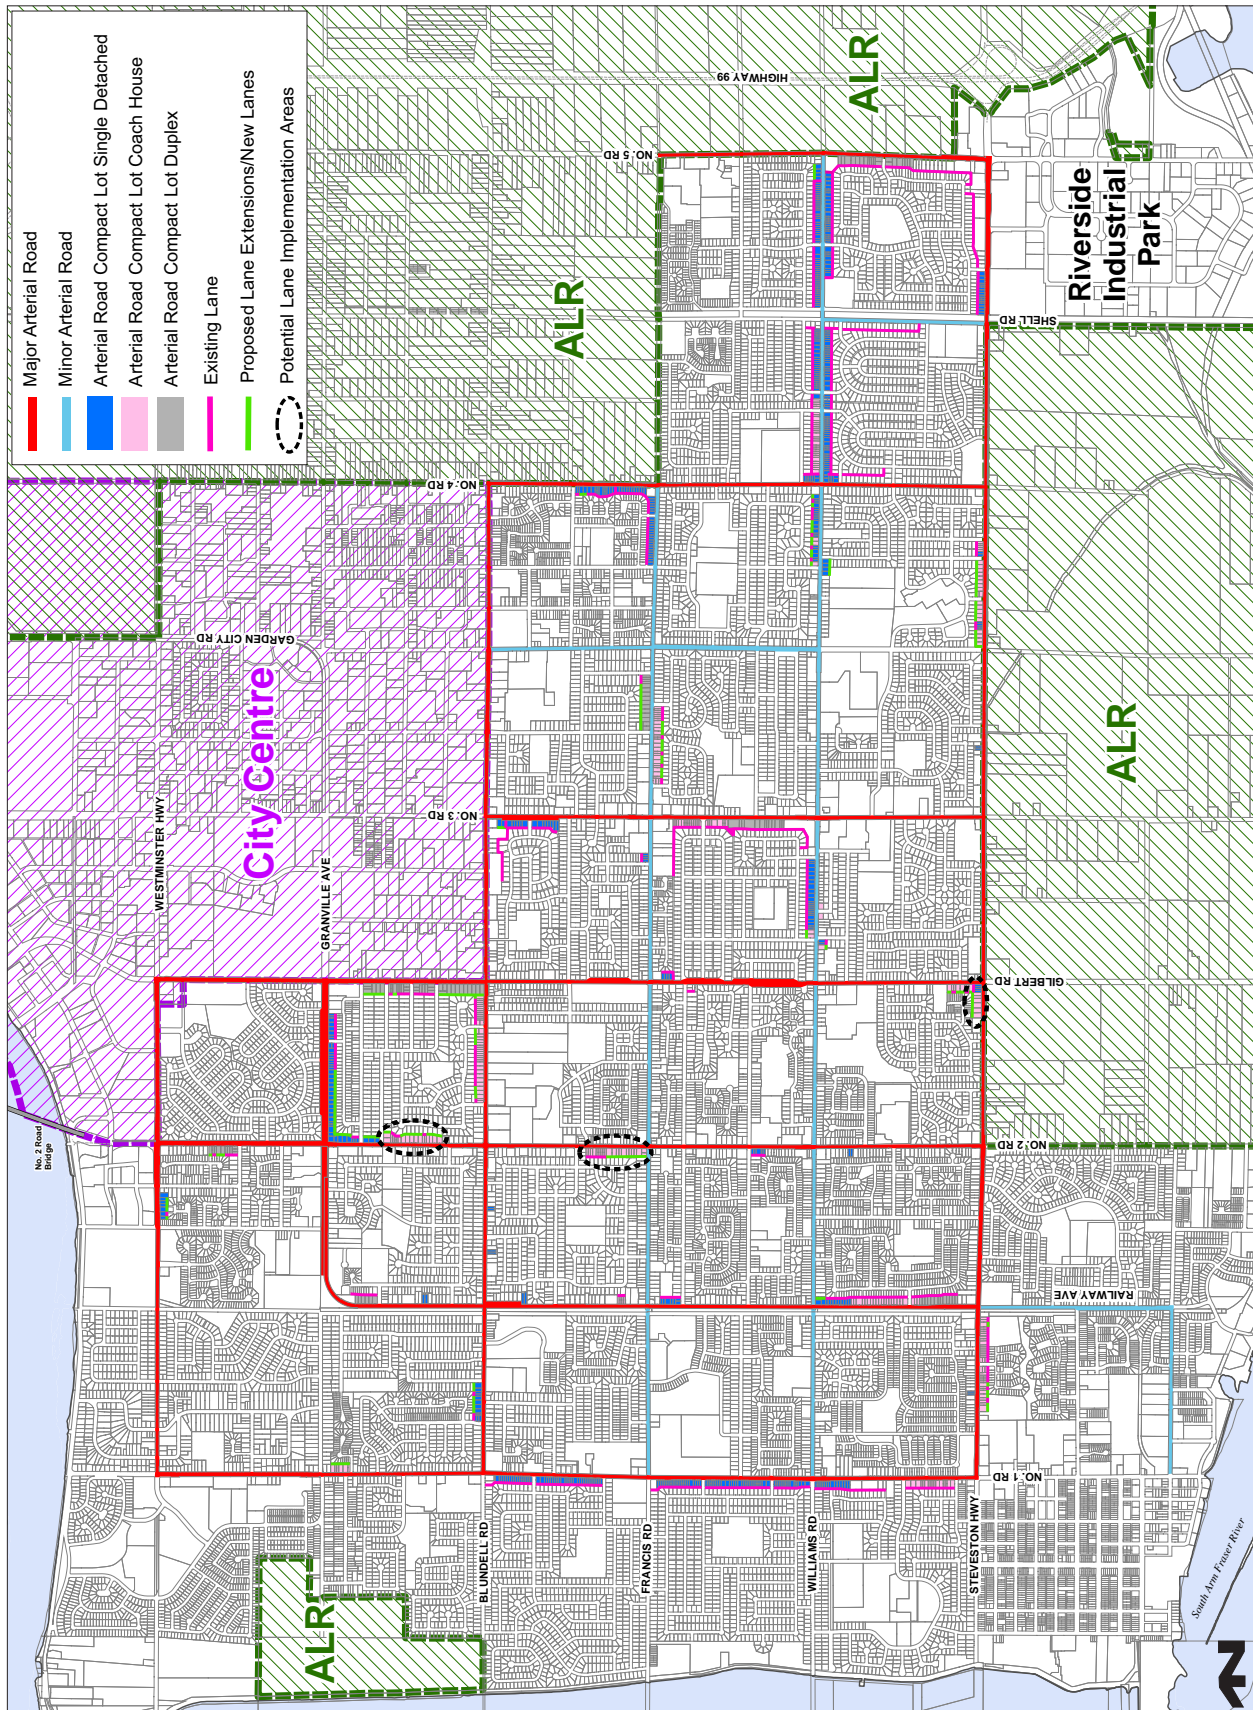 Major Arterial Road
Minor Arterial Road
Arterial Road Compact Lot Single Detached
Arterial Road Compact Lot Coach House
Arterial Road Compact Lot Duplex
Existing Lane
Proposed Lane Extensions/New Lanes
Potential Lane Implementation Areas
ALR
HIGHWAY 99
NO. 5 RD
ALR
Riverside
Industrial
Park
SHELL RD
NO. 4 RD
GARDEN CITY RD
City Centre
ALR
WESTMINSTER HWY
NO. 3 RD
GRANVILLE AVE
GILBERT RD
No. 2 Road
Bridge
NO. 2 RD
RAILWAY AVE
NO. 1 RD
BLUNDELL RD
FRANCIS RD
WILLIAMS RD
STEVESTON HWY
ALR
South Arm Fraser River
N